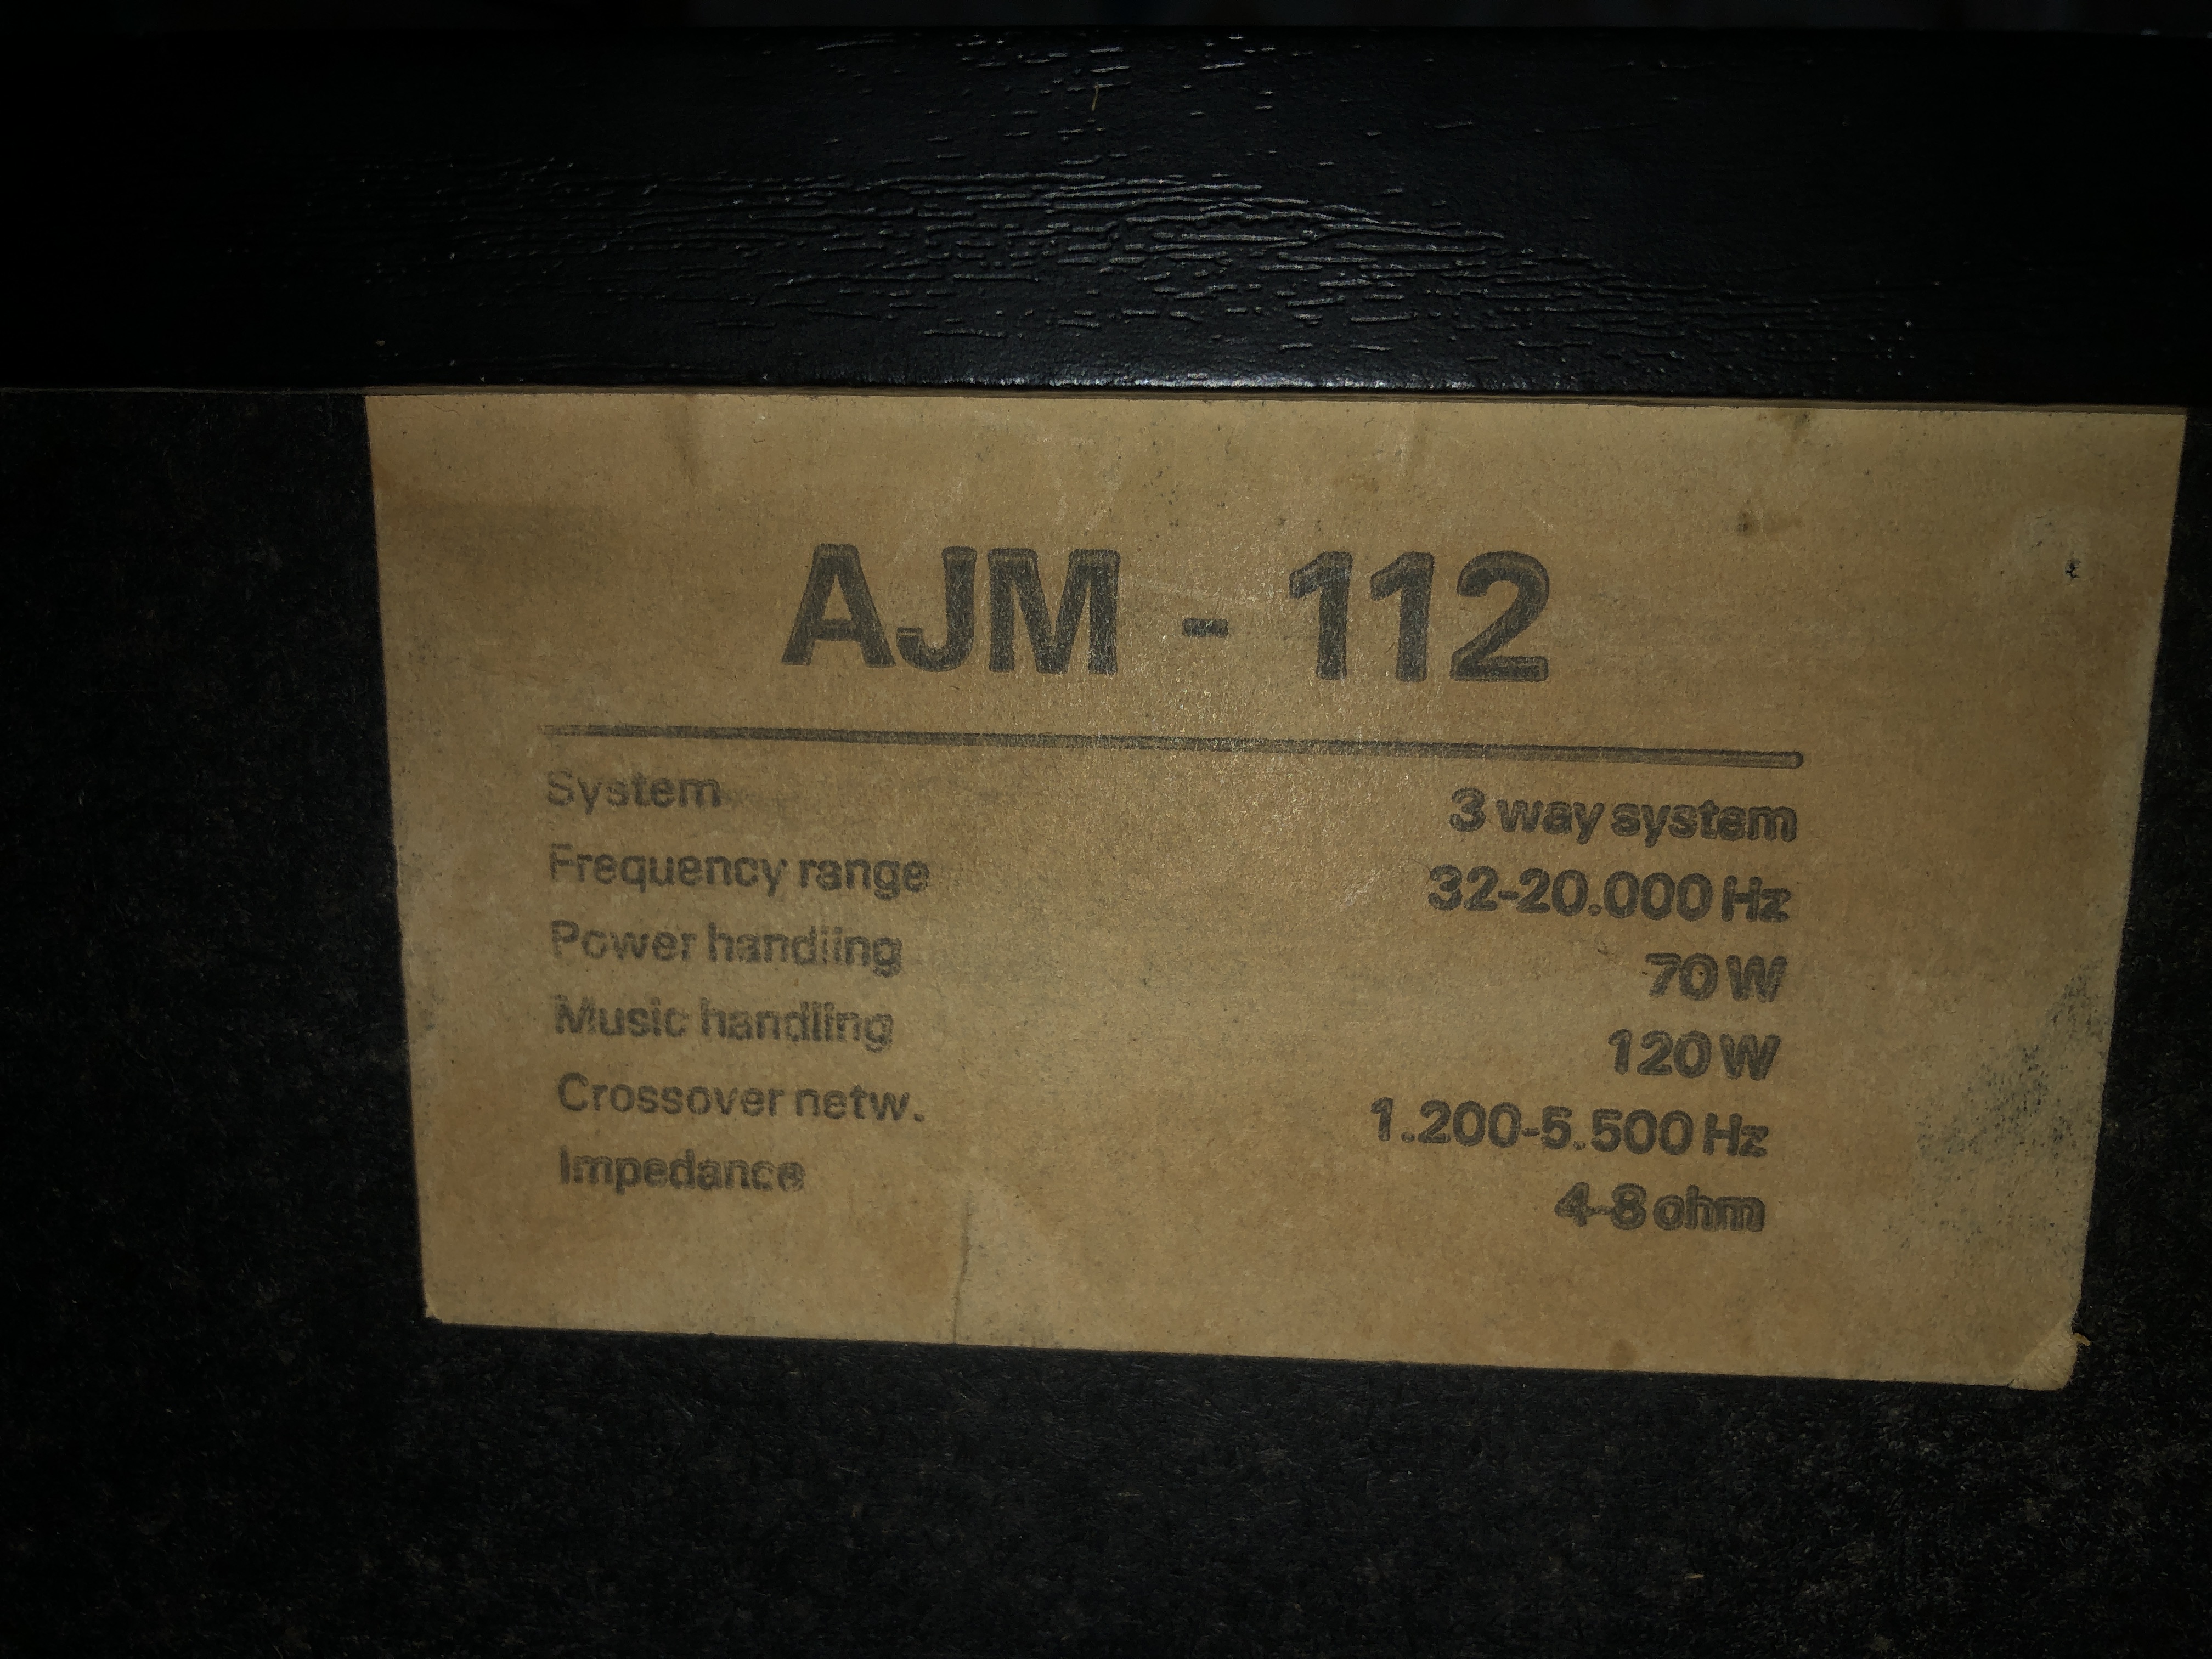 AJM - 112
System 3 way system
Frequency range 32-20.000 Hz
Power handling 70 W
Music handling 120 W
Crossover netw. 1.200-5.500 Hz
Impedance 4-8 ohm